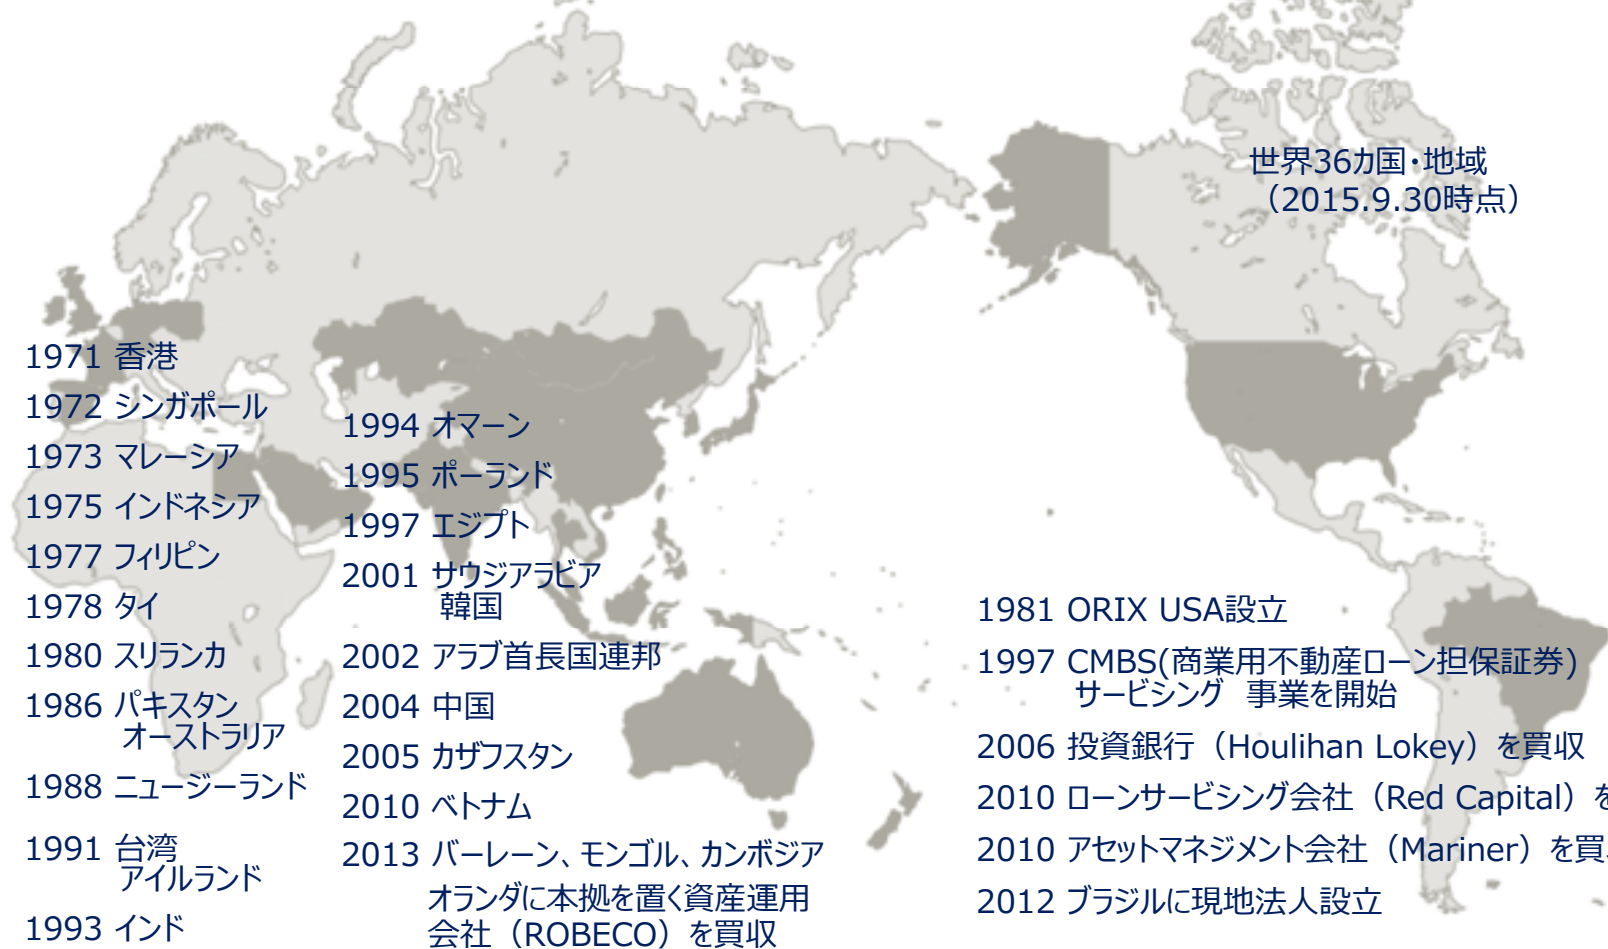 世界36カ国・地域
（2015.9.30時点）
1971 香港
1972 シンガポール
1973 マレーシア
1975 インドネシア
1977 フィリピン
1978 タイ
1980 スリランカ
1986 パキスタン
オーストラリア
1988 ニュージーランド
1991 台湾
アイルランド
1993 インド
1994 オマーン
1995 ポーランド
1997 エジプト
2001 サウジアラビア
韓国
2002 アラブ首長国連邦
2004 中国
2005 カザフスタン
2010 ベトナム
2013 バーレーン、モンゴル、カンボジア
オランダに本拠を置く資産運用
会社（ROBECO）を買収
1981 ORIX USA設立
1997 CMBS(商業用不動産ローン担保証券)
サービシング　事業を開始
2006 投資銀行（Houlihan Lokey）を買収
2010 ローンサービシング会社（Red Capital）を
2010 アセットマネジメント会社（Mariner）を買
2012 ブラジルに現地法人設立